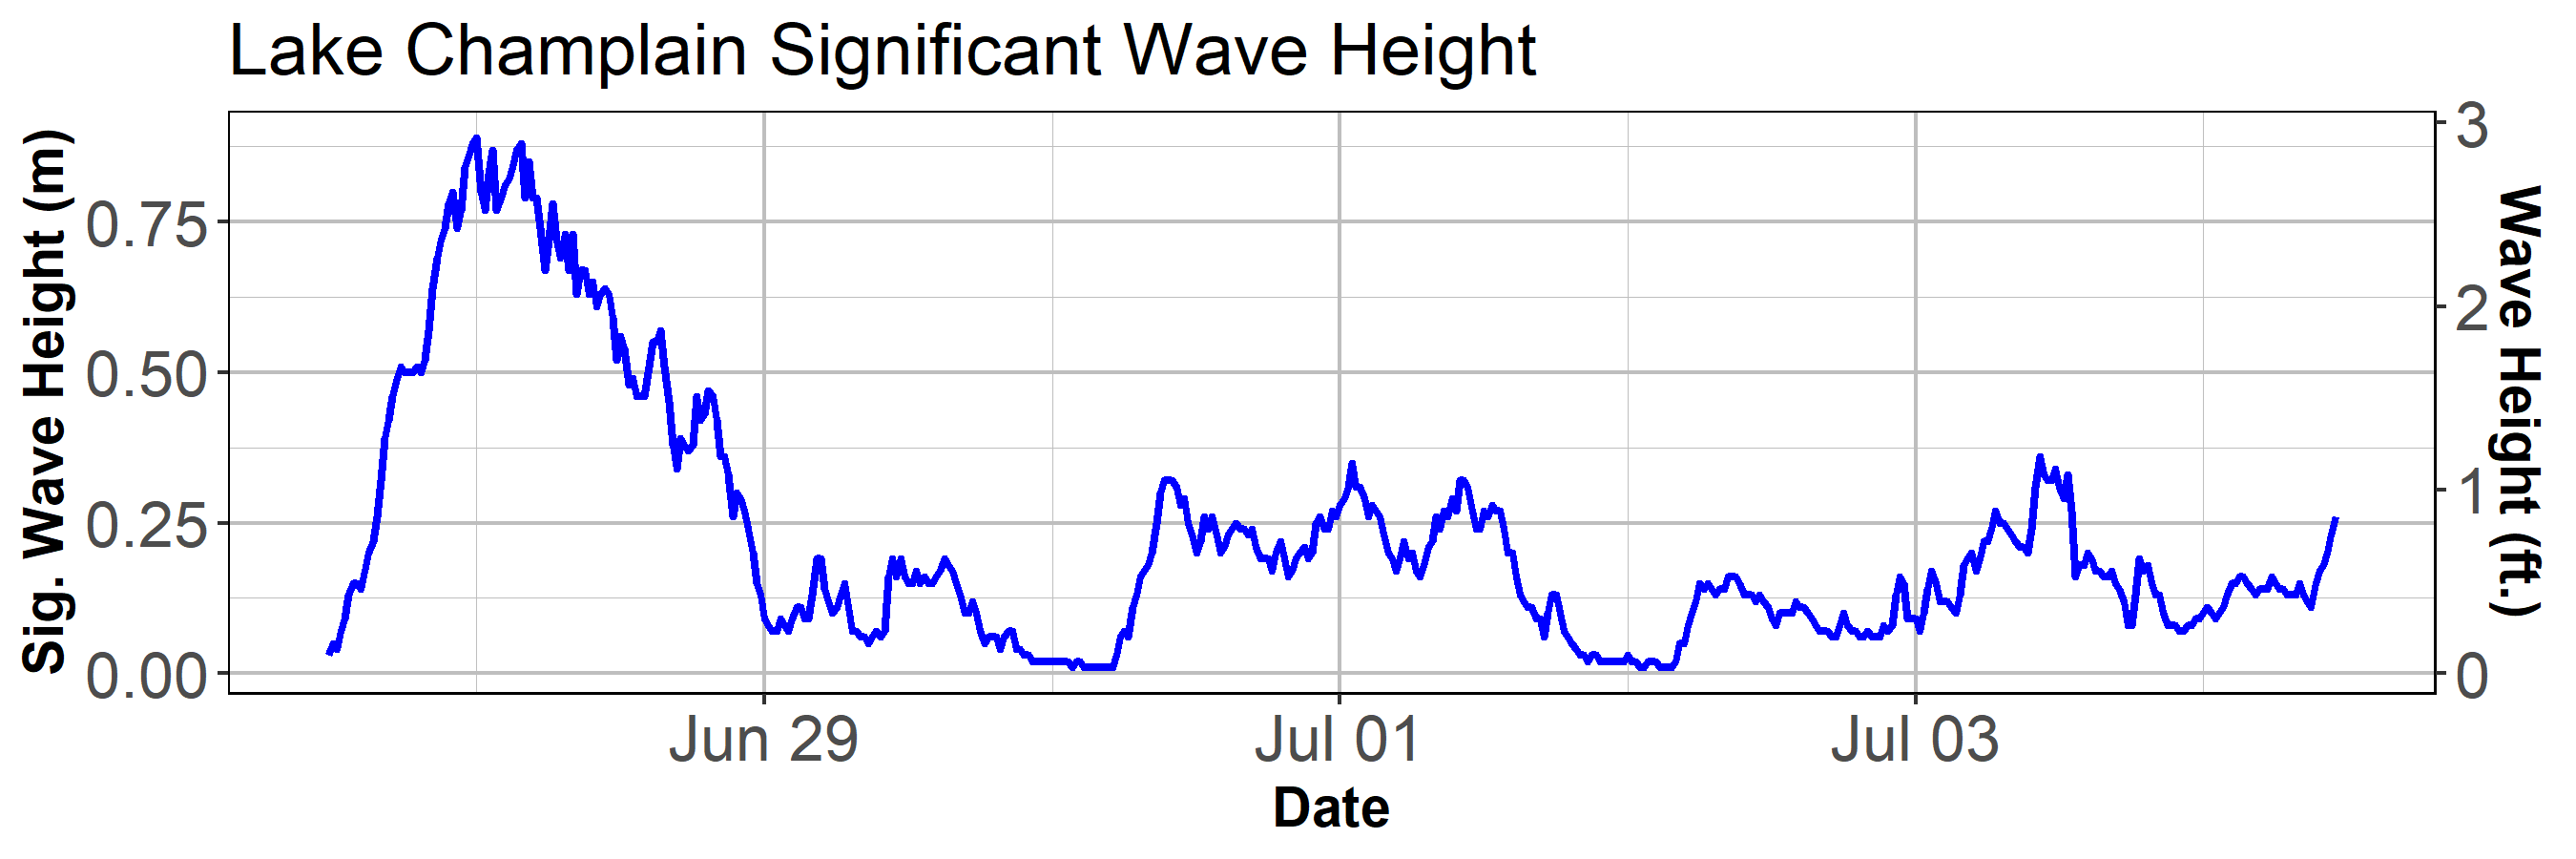 Lake Champlain Significant Wave Height
Sig. Wave Height (m)
0.75
0.50
0.25
0.00
3
2
1
0
Wave Height (ft.)
Jun 29
Jul 01
Jul 03
Date